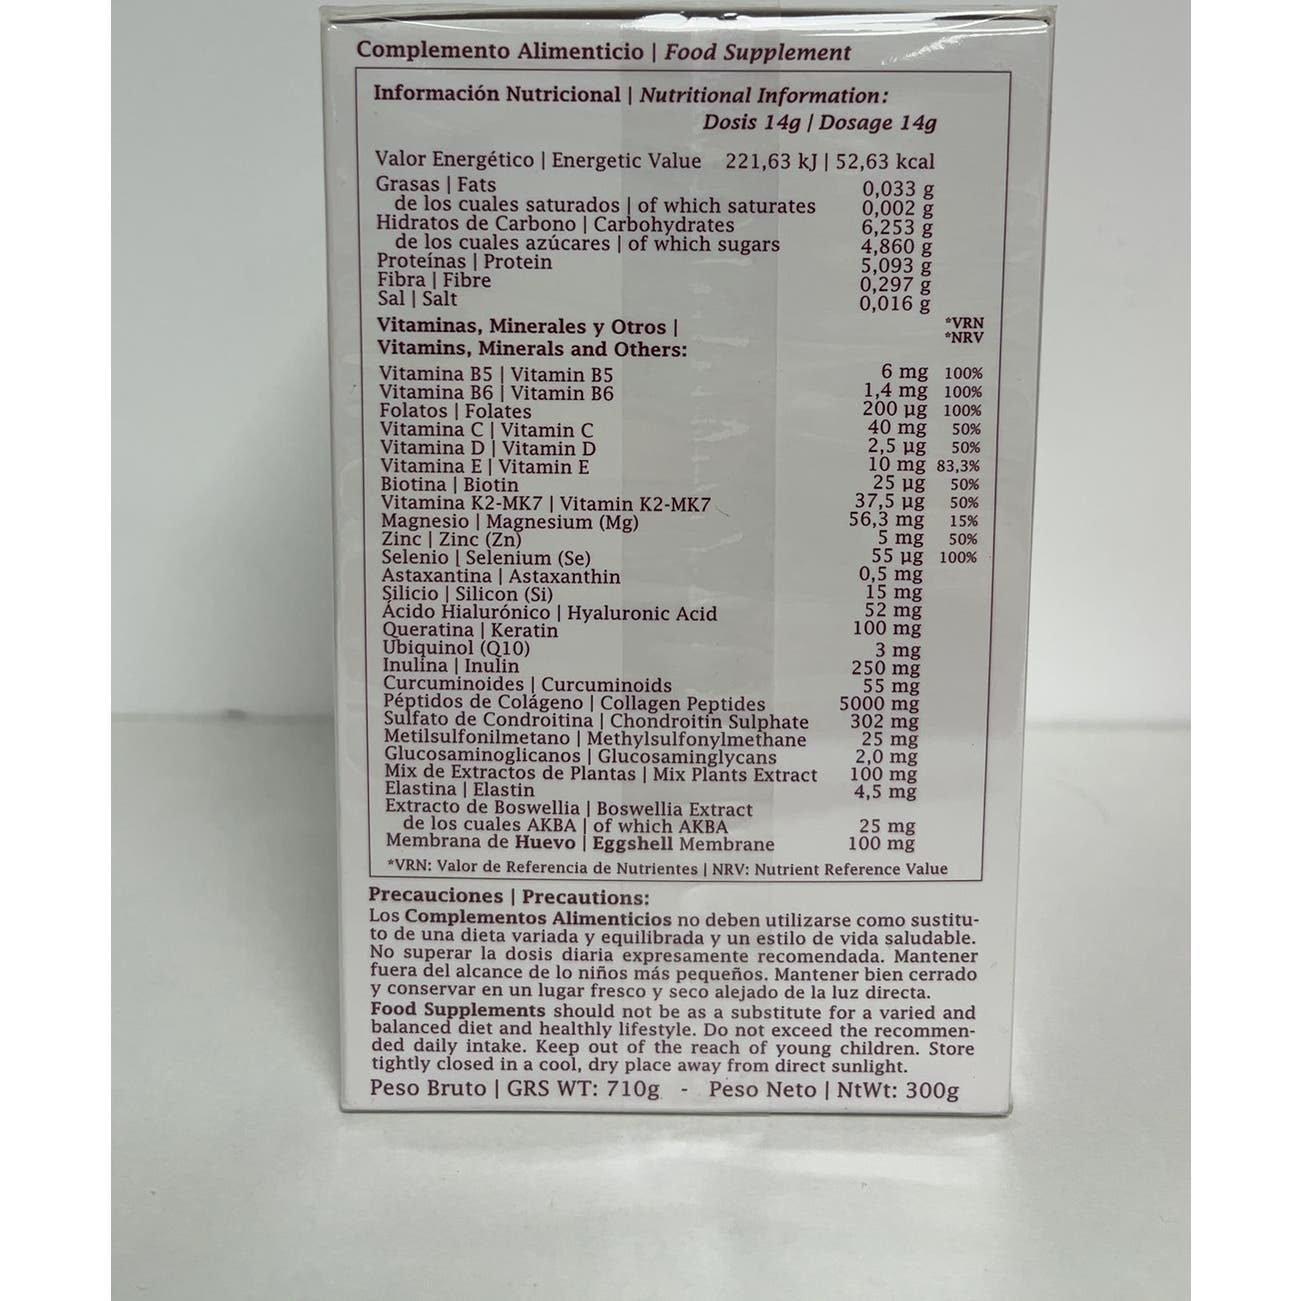 Complemento Alimenticio | Food Supplement
Información Nutricional | Nutritional Information:
Dosis 14g | Dosage 14g
Valor Energético | Energetic Value 221,63 kJ | 52,63 kcal
Grasas | Fats 0,033 g
de los cuales saturados | of which saturates 0,002 g
Hidratos de Carbono | Carbohydrates 6,253 g
de los cuales azúcares | of which sugars 4,860 g
Proteínas | Protein 5,093 g
Fibra | Fibre 0,297 g
Sal | Salt 0,016 g
Vitaminas, Minerales y Otros | *VRN
Vitamins, Minerals and Others: *NRV
Vitamina B5 | Vitamin B5 6 mg 100%
Vitamina B6 | Vitamin B6 1,4 mg 100%
Folatos | Folates 200 µg 100%
Vitamina C | Vitamin C 40 mg 50%
Vitamina D | Vitamin D 2,5 µg 50%
Vitamina E | Vitamin E 10 mg 83,3%
Biotina | Biotin 25 µg 50%
Vitamina K2-MK7 | Vitamin K2-MK7 37,5 µg 50%
Magnesio | Magnesium (Mg) 56,3 mg 15%
Zinc | Zinc (Zn) 5 mg 50%
Selenio | Selenium (Se) 55 µg 100%
Astaxantina | Astaxanthin 0,5 mg
Silicio | Silicon (Si) 15 mg
Ácido Hialurónico | Hyaluronic Acid 52 mg
Queratina | Keratin 100 mg
Ubiquinol (Q10) 3 mg
Inulina | Inulin 250 mg
Curcuminoides | Curcuminoids 55 mg
Péptidos de Colágeno | Collagen Peptides 5000 mg
Sulfato de Condroitina | Chondroitin Sulphate 302 mg
Metilsulfonilmetano | Methylsulfonylmethane 25 mg
Glucosaminoglicanos | Glucosaminglycans 2,0 mg
Mix de Extractos de Plantas | Mix Plants Extract 100 mg
Elastina | Elastin 4,5 mg
Extracto de Boswellia | Boswellia Extract
de los cuales AKBA | of which AKBA 25 mg
Membrana de Huevo | Eggshell Membrane 100 mg
*VRN: Valor de Referencia de Nutrientes | NRV: Nutrient Reference Value
Precauciones | Precautions:
Los Complementos Alimenticios no deben utilizarse como sustitu-
to de una dieta variada y equilibrada y un estilo de vida saludable.
No superar la dosis diaria expresamente recomendada. Mantener
fuera del alcance de lo niños más pequeños. Mantener bien cerrado
y conservar en un lugar fresco y seco alejado de la luz directa.
Food Supplements should not be as a substitute for a varied and
balanced diet and healthly lifestyle. Do not exceed the recommen-
ded daily intake. Keep out of the reach of young children. Store
tightly closed in a cool, dry place away from direct sunlight.
Peso Bruto | GRS WT: 710g - Peso Neto | NtWt: 300g